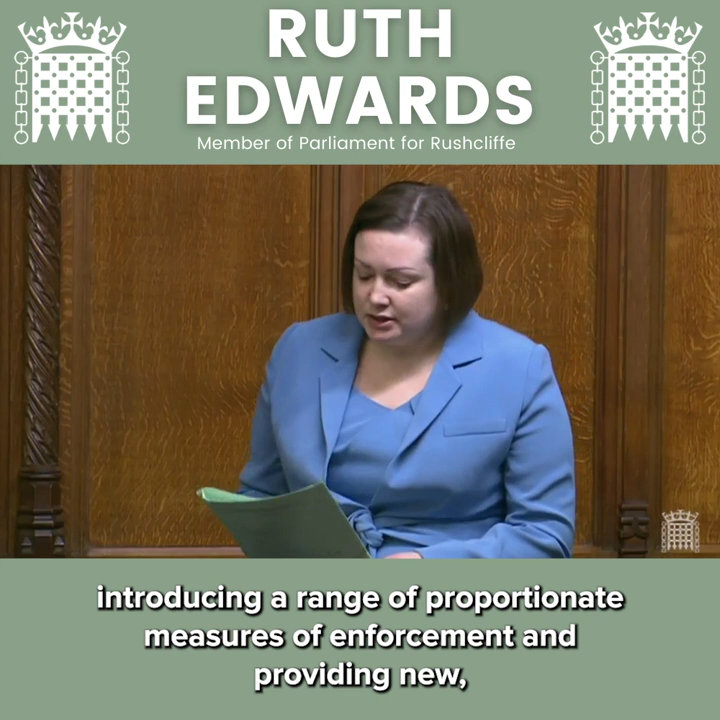 RUTH
EDWARDS
Member of Parliament for Rushcliffe
introducing a range of proportionate
measures of enforcement and
providing new,